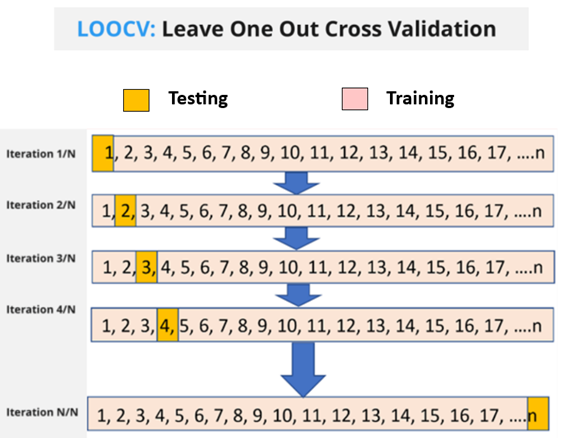 LOOCV: Leave One Out Cross Validation
Testing
Training
Iteration 1/N
1, 2, 3, 4, 5, 6, 7, 8, 9, 10, 11, 12, 13, 14, 15, 16, 17, ....n
Iteration 2/N
1, 2, 3, 4, 5, 6, 7, 8, 9, 10, 11, 12, 13, 14, 15, 16, 17, ....n
Iteration 3/N
1, 2, 3, 4, 5, 6, 7, 8, 9, 10, 11, 12, 13, 14, 15, 16, 17, ....n
Iteration 4/N
1, 2, 3, 4, 5, 6, 7, 8, 9, 10, 11, 12, 13, 14, 15, 16, 17, ....n
Iteration N/N
1, 2, 3, 4, 5, 6, 7, 8, 9, 10, 11, 12, 13, 14, 15, 16, 17, ....n